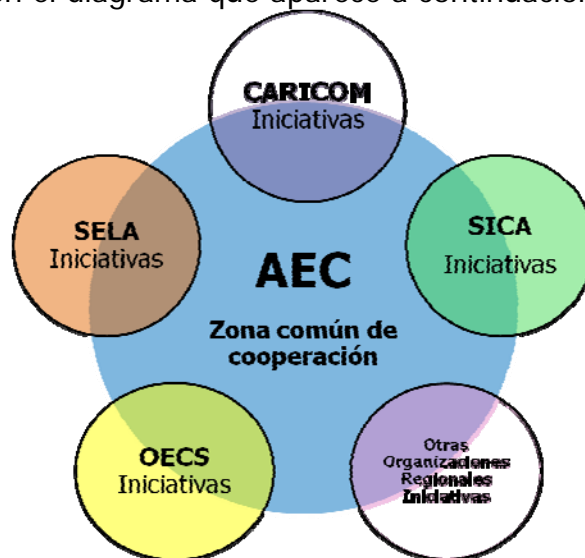 en el diagrama que aparece a continuación
CARICOM
Iniciativas
SELA
Iniciativas
SICA
Iniciativas
AEC
Zona común de
cooperación
OECS
Iniciativas
Otras
Organizaciones
Regionales
Iniciativas